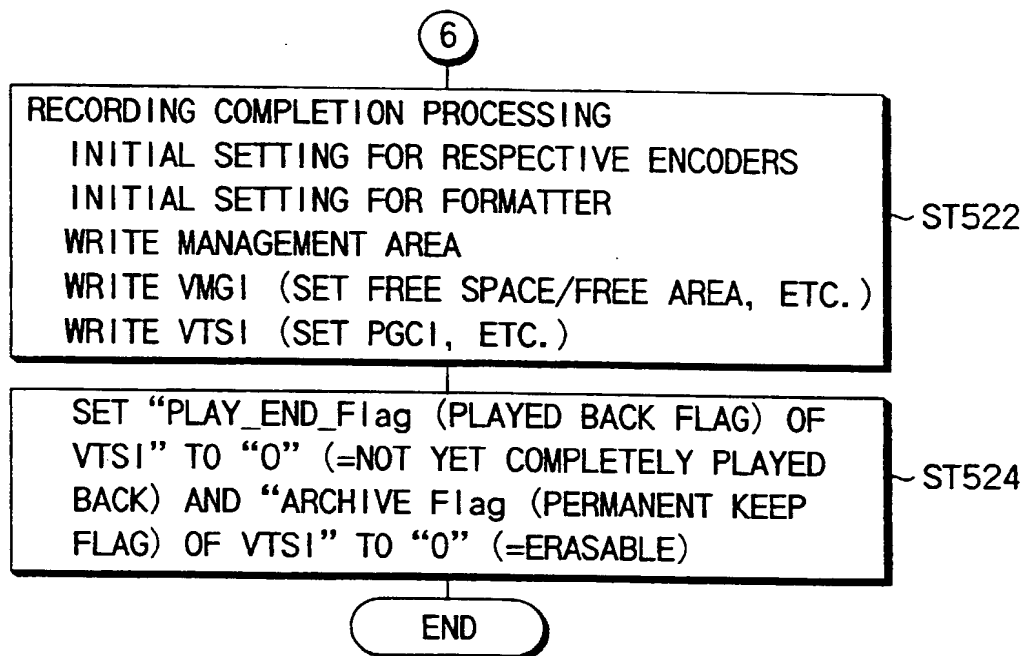 6
RECORDING COMPLETION PROCESSING
INITIAL SETTING FOR RESPECTIVE ENCODERS
INITIAL SETTING FOR FORMATTER
WRITE MANAGEMENT AREA
WRITE VMGI (SET FREE SPACE/FREE AREA, ETC.)
WRITE VTSI (SET PGCI, ETC.)
ST522
SET “PLAY_END_Flag (PLAYED BACK FLAG) OF
VTSI” TO “0” (=NOT YET COMPLETELY PLAYED
BACK) AND “ARCHIVE Flag (PERMANENT KEEP
FLAG) OF VTSI” TO “0” (=ERASABLE)
ST524
END